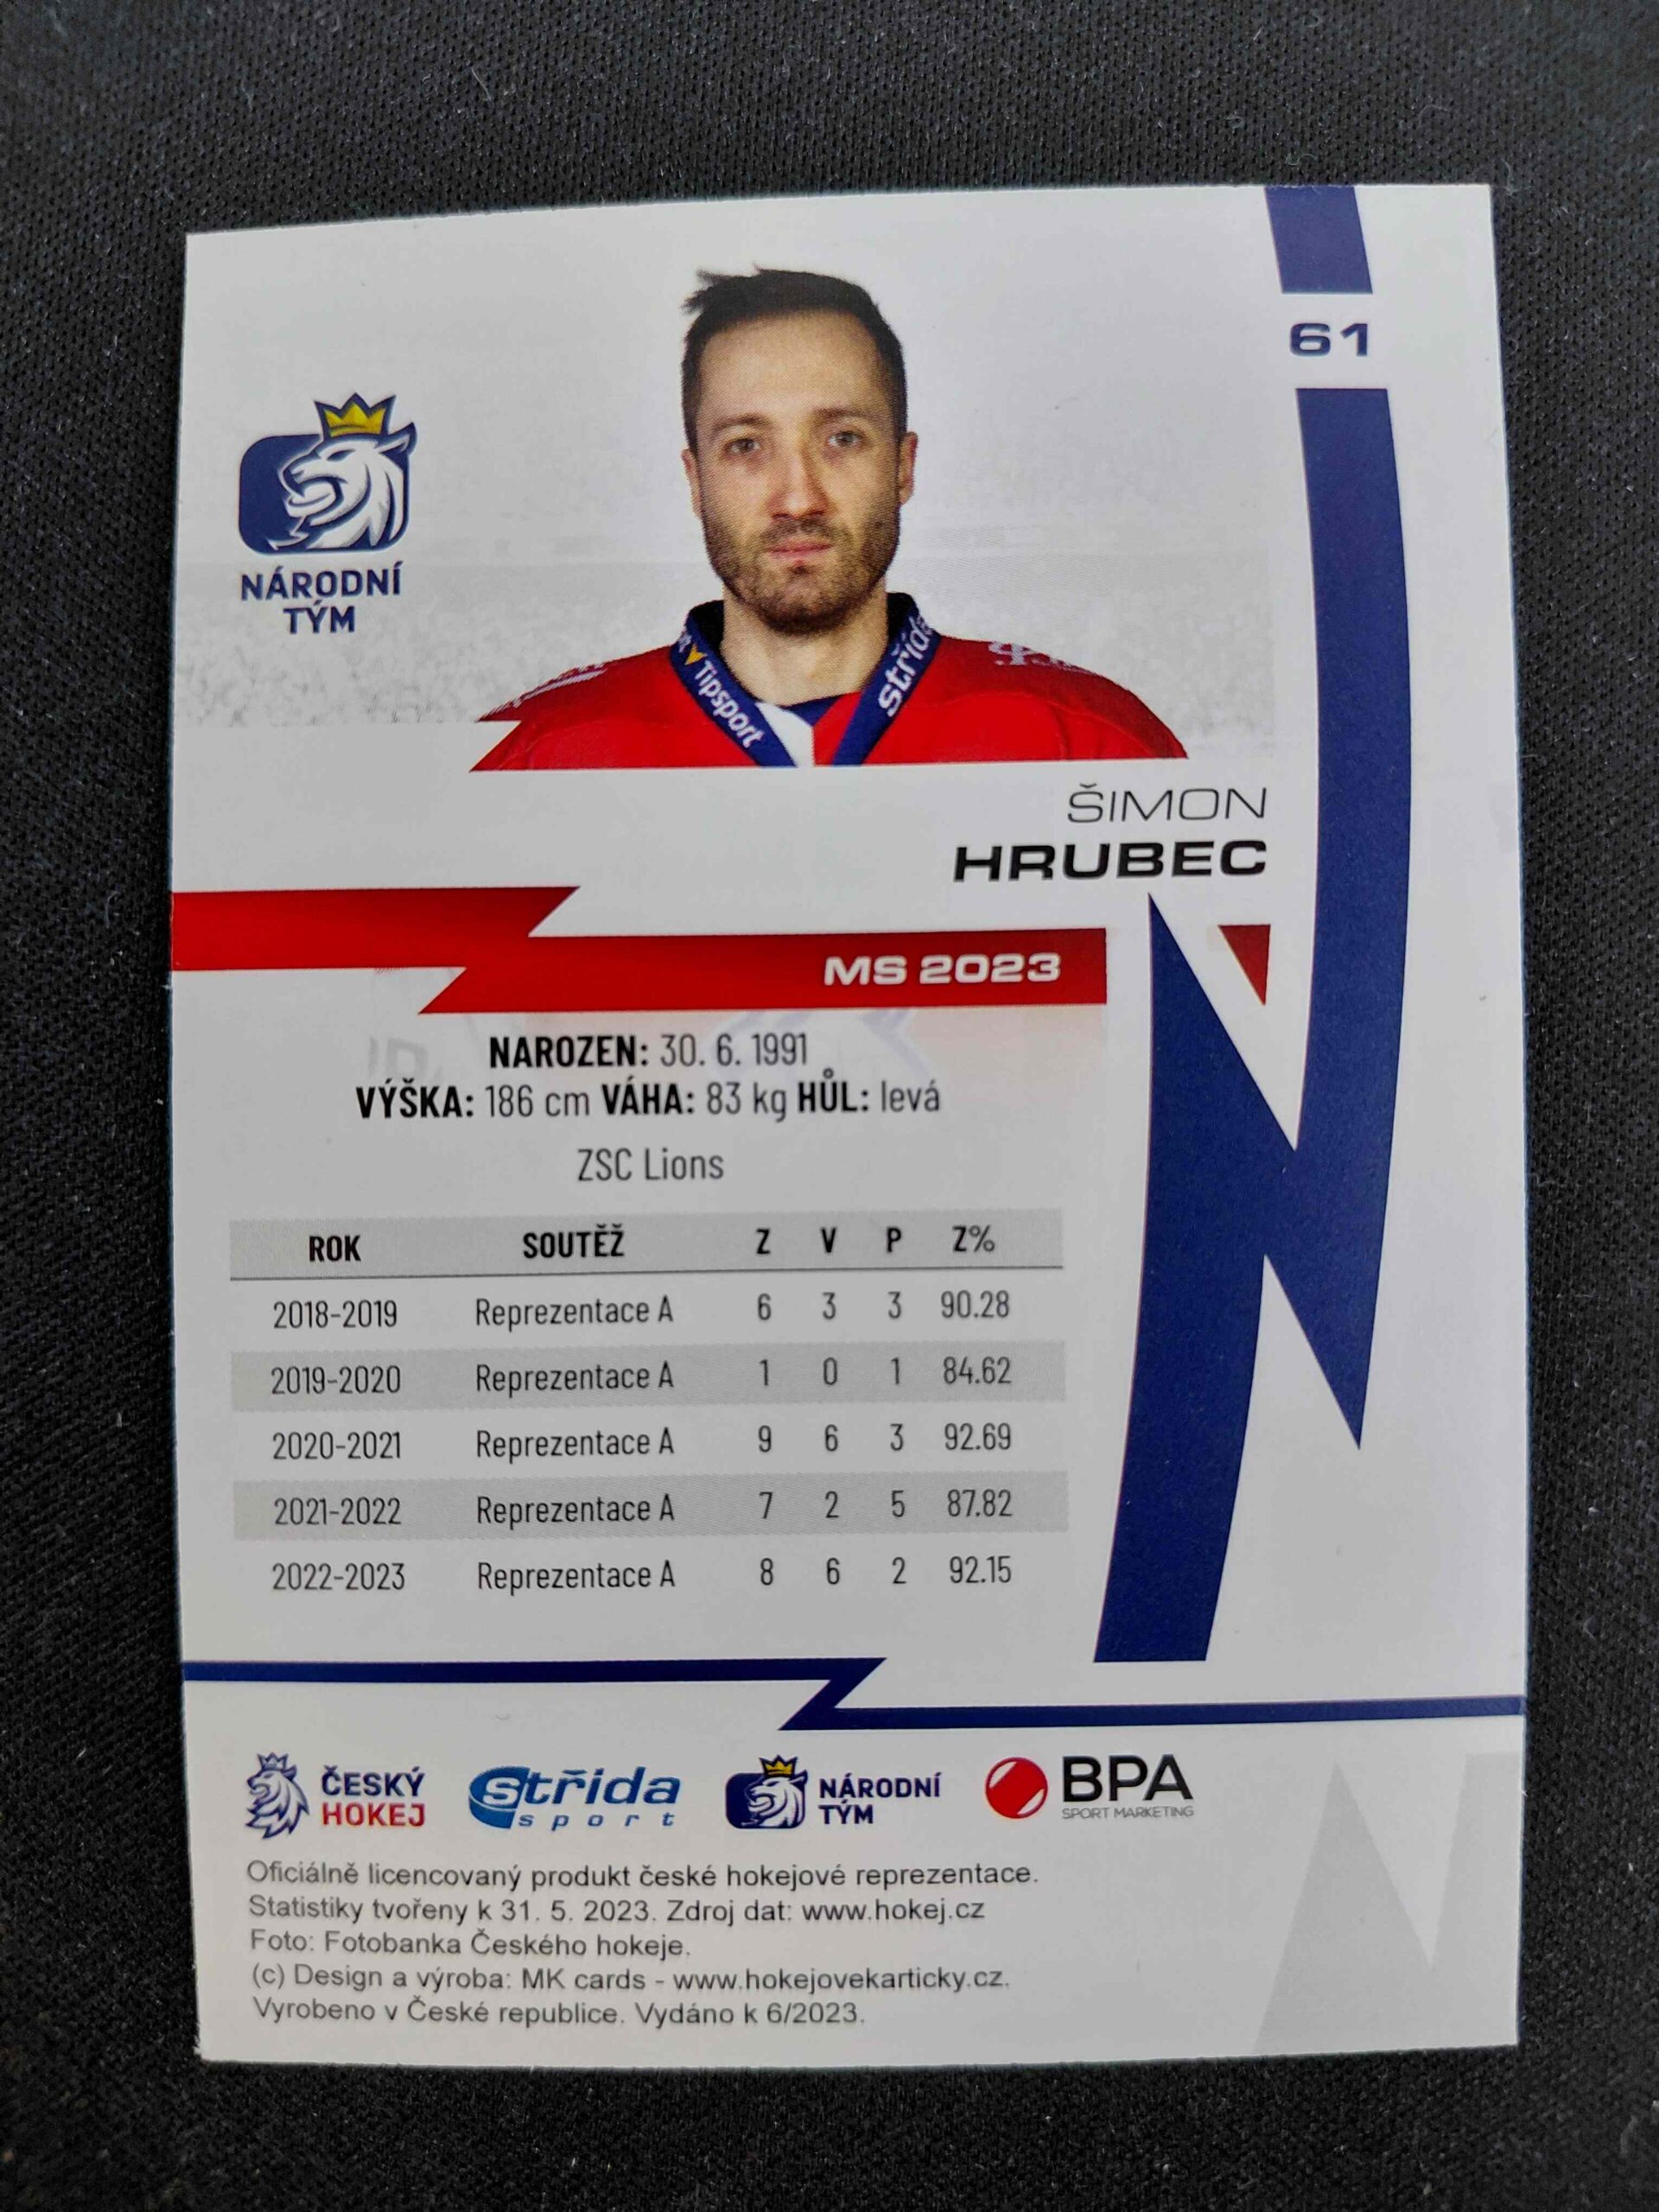 61
NÁRODNÍ
TÝM
Tipsport
ŠIMON
HRUBEC
MS 2023
NAROZEN: 30. 6. 1991
VÝŠKA: 186 cm VÁHA: 83 kg HŮL: levá
ZSC Lions
ROK SOUTĚŽ Z V P Z%
2018-2019 Reprezentace A 6 3 3 90.28
2019-2020 Reprezentace A 1 0 1 84.62
2020-2021 Reprezentace A 9 6 3 92.69
2021-2022 Reprezentace A 7 2 5 87.82
2022-2023 Reprezentace A 8 6 2 92.15
ČESKÝ
HOKEJ
střida
sport
NÁRODNÍ
TÝM
BPA
SPORT MARKETING
Oficiálně licencovaný produkt české hokejové reprezentace.
Statistiky tvořeny k 31. 5. 2023. Zdroj dat: www.hokej.cz
Foto: Fotobanka Českého hokeje.
(c) Design a výroba: MK cards - www.hokejovekarticky.cz.
Vyrobeno v České republice. Vydáno k 6/2023.